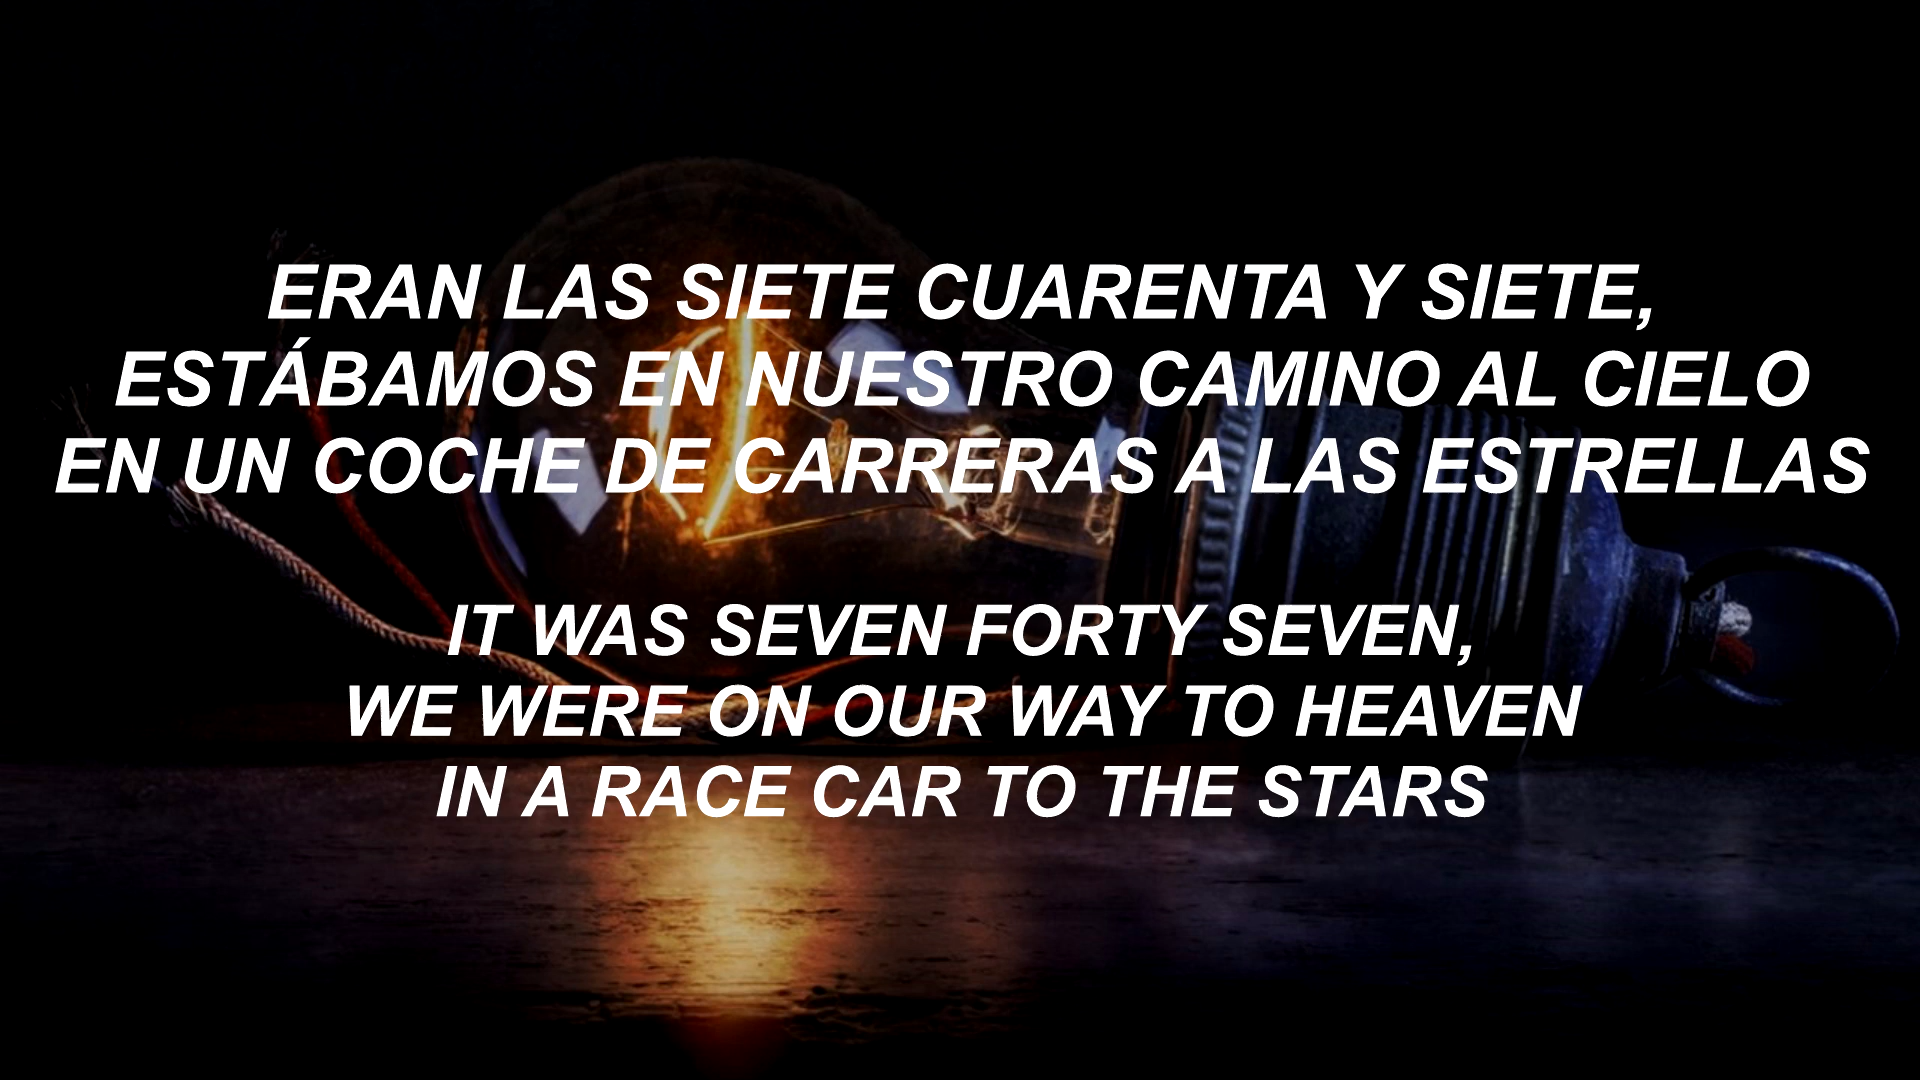 ERAN LAS SIETE CUARENTA Y SIETE,
ESTÁBAMOS EN NUESTRO CAMINO AL CIELO
EN UN COCHE DE CARRERAS A LAS ESTRELLAS
IT WAS SEVEN FORTY SEVEN,
WE WERE ON OUR WAY TO HEAVEN
IN A RACE CAR TO THE STARS